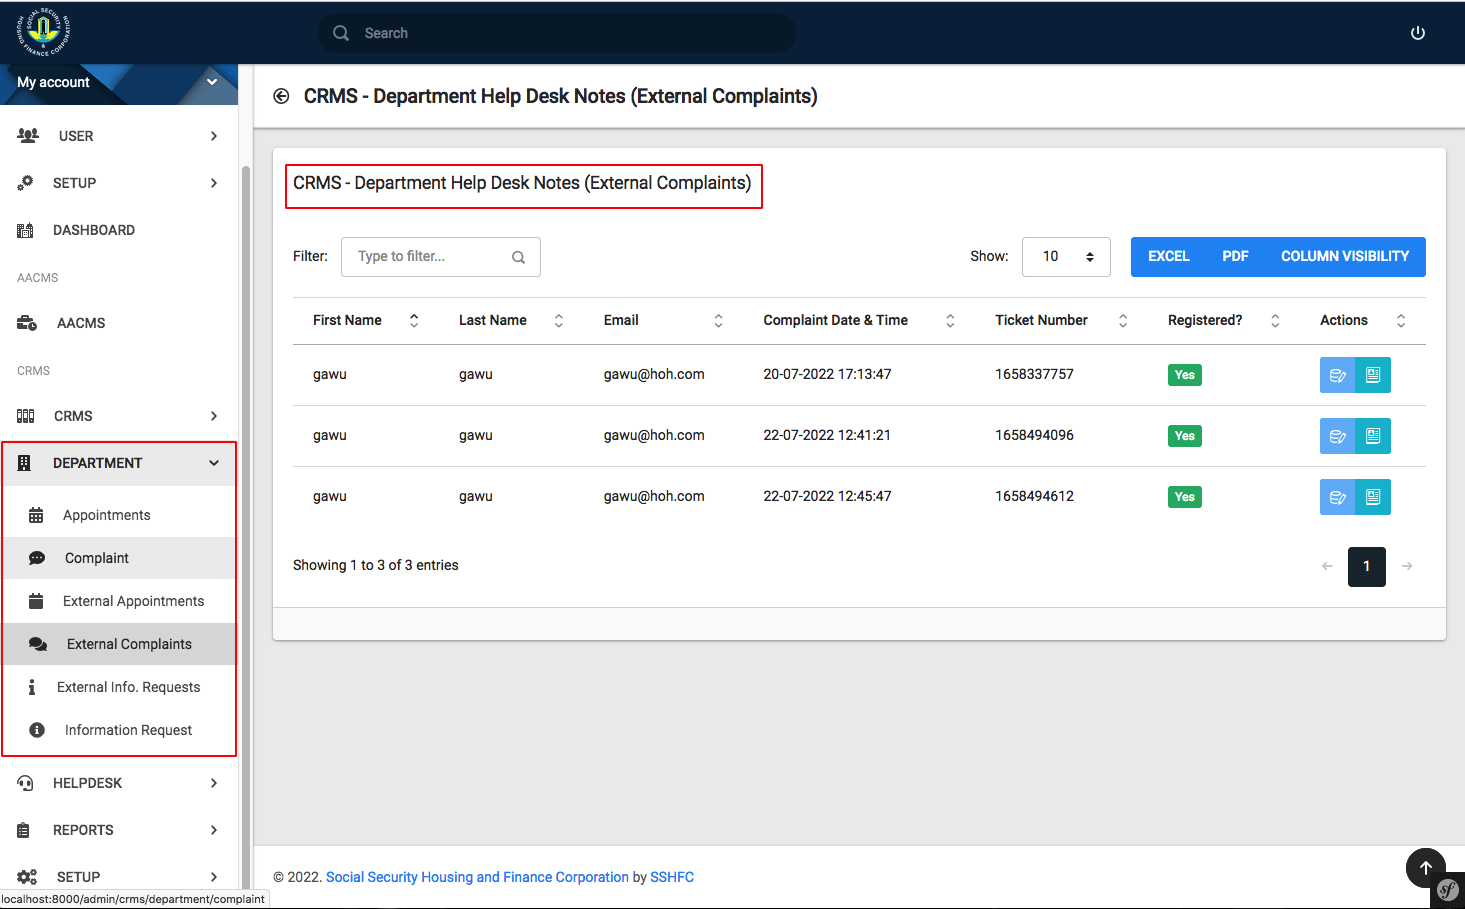 SOCIAL SECURITY
HOUSING FINANCE CORPORATION
&
Search
My account
USER
SETUP
DASHBOARD
AACMS
AACMS
CRMS
CRMS
DEPARTMENT
Appointments
Complaint
External Appointments
External Complaints
External Info. Requests
Information Request
HELPDESK
REPORTS
SETUP
localhost:8000/admin/crms/department/complaint
CRMS - Department Help Desk Notes (External Complaints)
CRMS - Department Help Desk Notes (External Complaints)
Filter: Type to filter... Show: 10 EXCEL PDF COLUMN VISIBILITY
First Name Last Name Email Complaint Date & Time Ticket Number Registered? Actions
gawu gawu gawu@hoh.com 20-07-2022 17:13:47 1658337757 Yes
gawu gawu gawu@hoh.com 22-07-2022 12:41:21 1658494096 Yes
gawu gawu gawu@hoh.com 22-07-2022 12:45:47 1658494612 Yes
Showing 1 to 3 of 3 entries ← 1 →
© 2022. Social Security Housing and Finance Corporation by SSHFC
sf